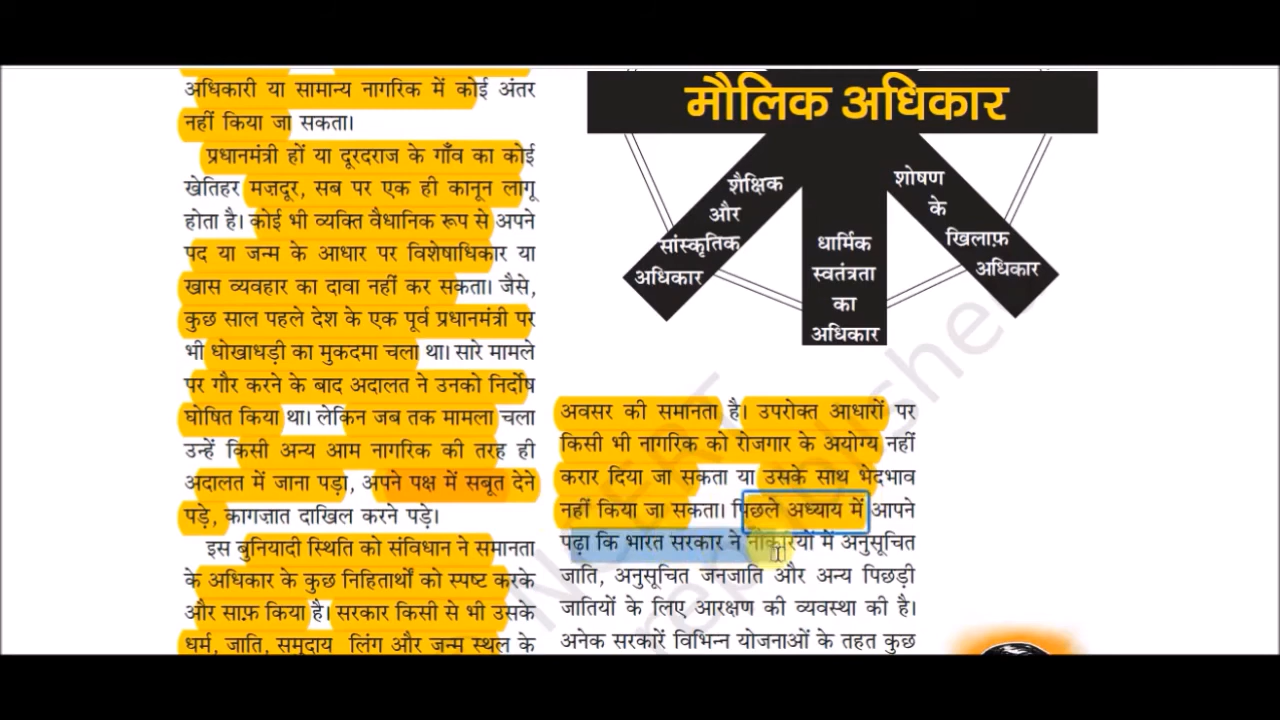 अधिकारी या सामान्य नागरिक में कोई अंतर
नहीं किया जा सकता।
प्रधानमंत्री हों या दूरदराज के गाँव का कोई
खेतिहर मज़दूर, सब पर एक ही कानून लागू
होता है। कोई भी व्यक्ति वैधानिक रूप से अपने
पद या जन्म के आधार पर विशेषाधिकार या
खास व्यवहार का दावा नहीं कर सकता। जैसे,
कुछ साल पहले देश के एक पूर्व प्रधानमंत्री पर
भी धोखाधड़ी का मुकदमा चला था। सारे मामले
पर गौर करने के बाद अदालत ने उनको निर्दोष
घोषित किया था। लेकिन जब तक मामला चला
उन्हें किसी अन्य आम नागरिक की तरह ही
अदालत में जाना पड़ा, अपने पक्ष में सबूत देने
पड़े, कागज़ात दाखिल करने पड़े।
इस बुनियादी स्थिति को संविधान ने समानता
के अधिकार के कुछ निहितार्थों को स्पष्ट करके
और साफ़ किया है। सरकार किसी से भी उसके
धर्म, जाति, समुदाय लिंग और जन्म स्थल के
मौलिक अधिकार
शैक्षिक
और
सांस्कृतिक
अधिकार
धार्मिक
स्वतंत्रता
का
अधिकार
शोषण
के
खिलाफ़
अधिकार
अवसर की समानता है। उपरोक्त आधारों पर
किसी भी नागरिक को रोजगार के अयोग्य नहीं
करार दिया जा सकता या उसके साथ भेदभाव
नहीं किया जा सकता। पिछले अध्याय में आपने
पढ़ा कि भारत सरकार ने नौकरियों में अनुसूचित
जाति, अनुसूचित जनजाति और अन्य पिछड़ी
जातियों के लिए आरक्षण की व्यवस्था की है।
अनेक सरकारें विभिन्न योजनाओं के तहत कुछ